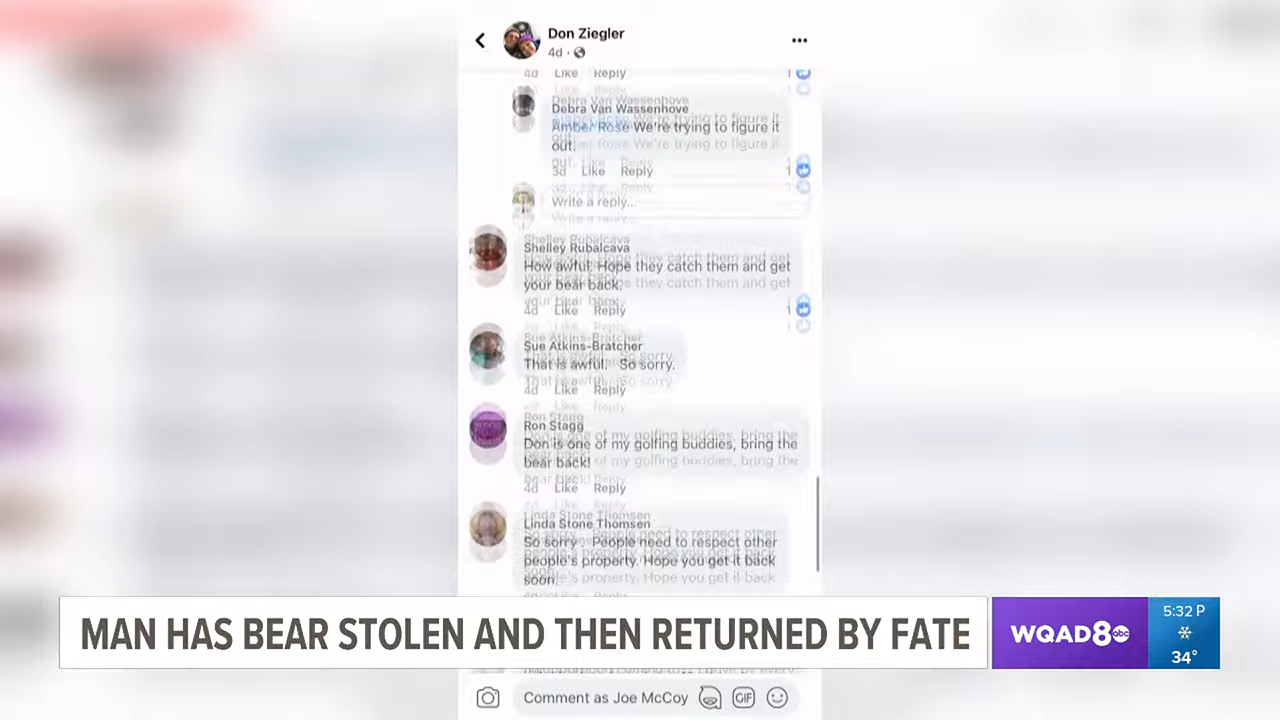 Don Ziegler
4d ·
4d Like Reply 1
Debra Van Wassenhove
Amber Rose We're trying to figure it
out.
3d Like Reply 1
Write a reply...
Shelley Rubalcava
How awful. Hope they catch them and get
your bear back.
4d Like Reply 1
Sue Atkins-Bratcher
That is awful. So sorry.
4d Like Reply
Ron Stagg
Don is one of my golfing buddies, bring the
bear back!
4d Like Reply
Linda Stone Thomsen
So sorry. People need to respect other
people's property. Hope you get it back
soon.
MAN HAS BEAR STOLEN AND THEN RETURNED BY FATE
WQAD8 abc
5:32 P
34°
Comment as Joe McCoy GIF